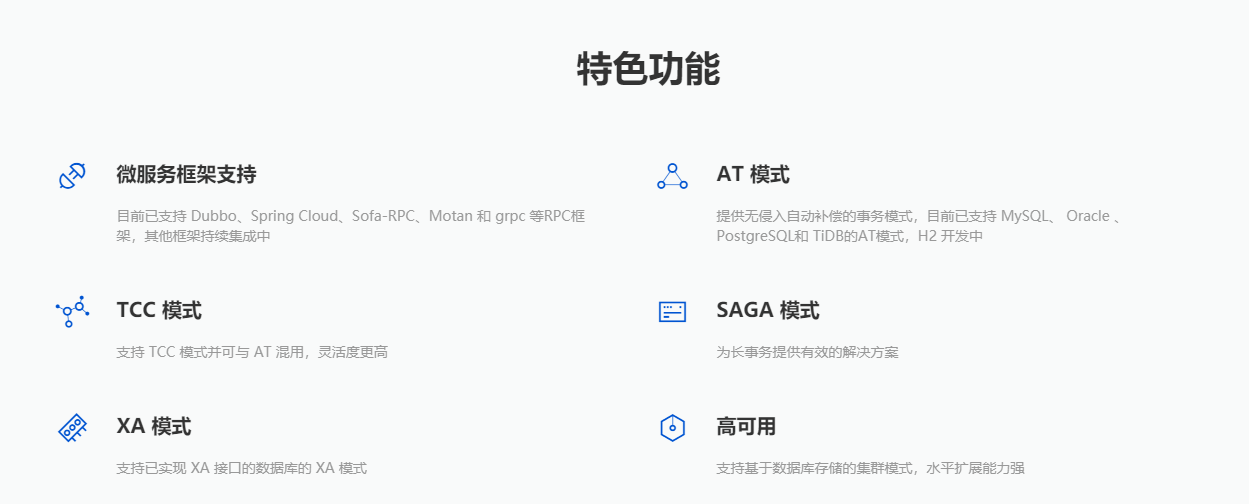 特色功能
微服务框架支持
目前已支持 Dubbo、Spring Cloud、Sofa-RPC、Motan 和 grpc 等RPC框
架，其他框架持续集成中
AT 模式
提供无侵入自动补偿的事务模式，目前已支持 MySQL、 Oracle 、
PostgreSQL和 TiDB的AT模式，H2 开发中
TCC 模式
支持 TCC 模式并可与 AT 混用，灵活度更高
SAGA 模式
为长事务提供有效的解决方案
XA 模式
支持已实现 XA 接口的数据库的 XA 模式
高可用
支持基于数据库存储的集群模式，水平扩展能力强